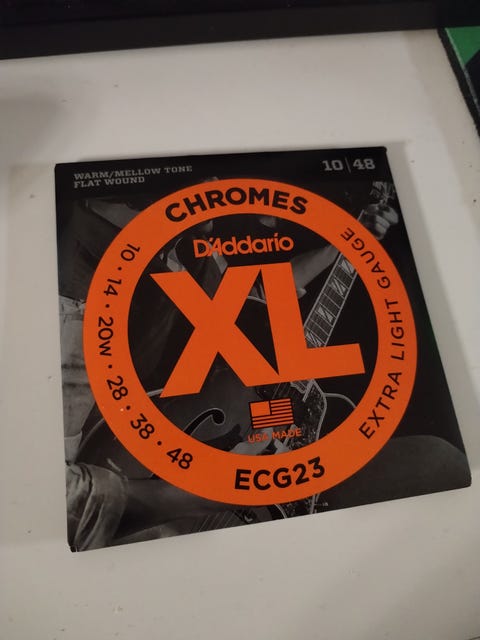 WARM/MELLOW TONE
FLAT WOUND
10|48
CHROMES
D'Addario
XL
10 • 14 • 20W • 28 • 38 • 48
EXTRA LIGHT GAUGE
USA MADE
ECG23